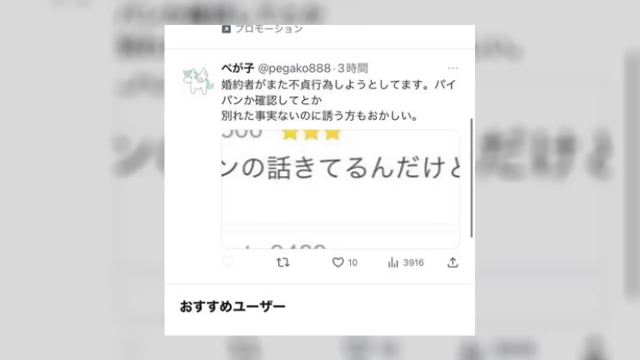 プロモーション
ぺが子 @pegako888·3時間
婚約者がまた不貞行為しようとしてます。パイ
パンか確認してとか
別れた事実ないのに誘う方もおかしい。
ンの話きてるんだけど
10 3916
おすすめユーザー